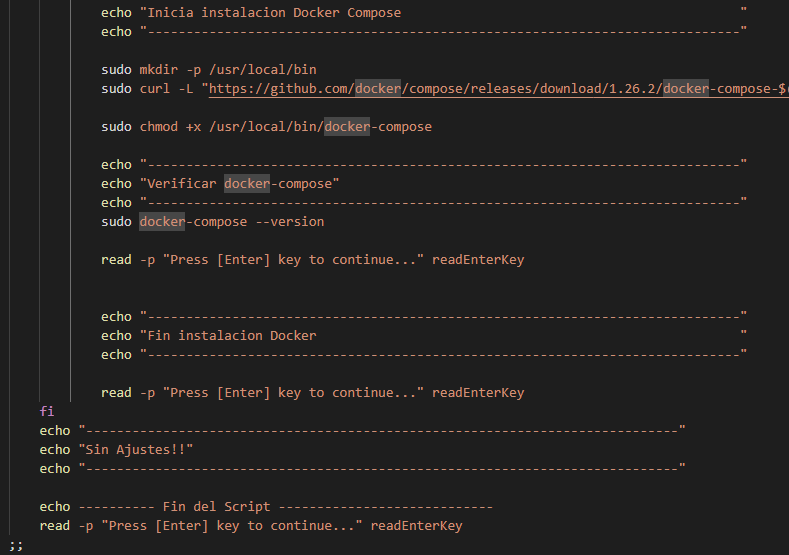 echo "Inicia instalacion Docker Compose                                            "
echo "-----------------------------------------------------------------------------"
sudo mkdir -p /usr/local/bin
sudo curl -L "https://github.com/docker/compose/releases/download/1.26.2/docker-compose-$(
sudo chmod +x /usr/local/bin/docker-compose
echo "-----------------------------------------------------------------------------"
echo "Verificar docker-compose"
echo "-----------------------------------------------------------------------------"
sudo docker-compose --version
read -p "Press [Enter] key to continue..." readEnterKey
echo "-----------------------------------------------------------------------------"
echo "Fin instalacion Docker                                                       "
echo "-----------------------------------------------------------------------------"
read -p "Press [Enter] key to continue..." readEnterKey
fi
echo "-----------------------------------------------------------------------------"
echo "Sin Ajustes!!"
echo "-----------------------------------------------------------------------------"
echo ---------- Fin del Script ----------------------------
read -p "Press [Enter] key to continue..." readEnterKey
;;